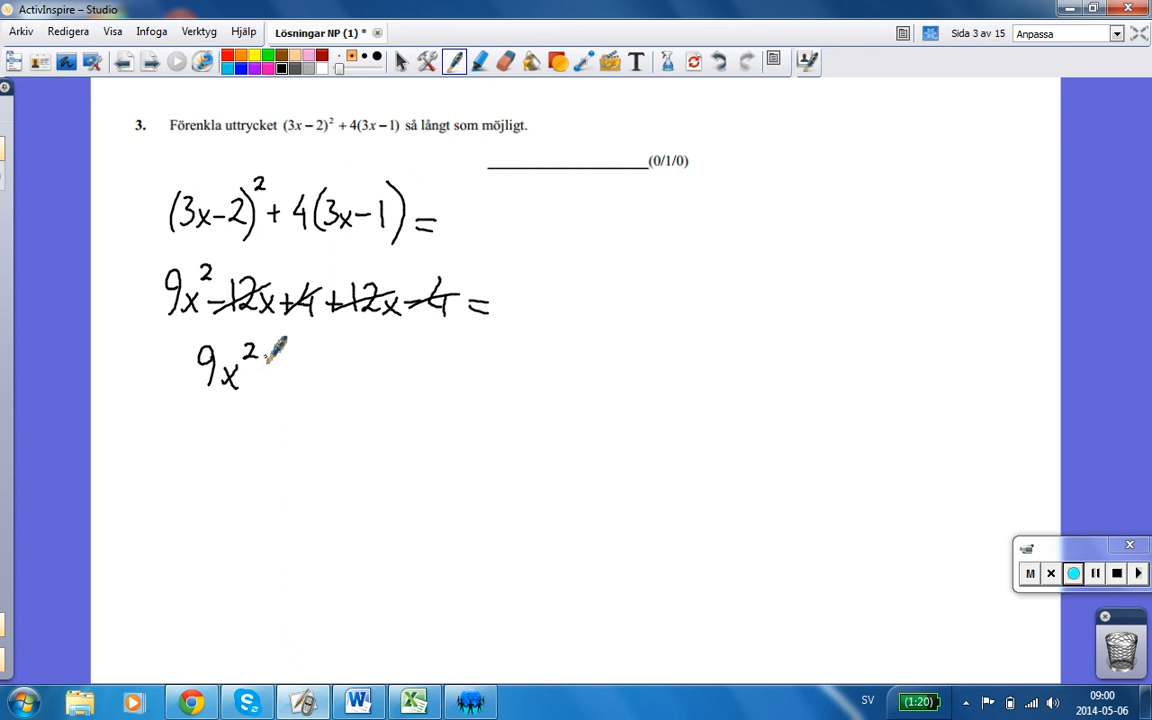 ActivInspire – Studio
Arkiv Redigera Visa Infoga Verktyg Hjälp Lösningar NP (1) * Sida 3 av 15 Anpassa
3. Förenkla uttrycket (3x − 2)² + 4(3x − 1) så långt som möjligt.
(0/1/0)
(3x-2)² + 4(3x-1) =
9x² -12x+4+12x-4 =
9x²
M
SV (1:20) 09:00
2014-05-06